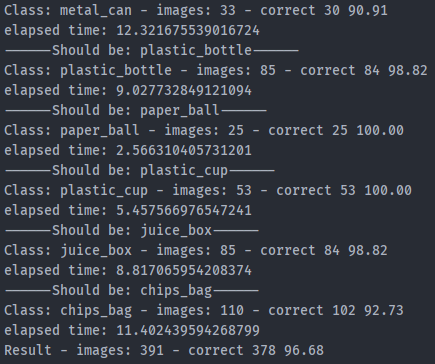 Class: metal_can - images: 33 - correct 30 90.91
elapsed time: 12.321675539016724
——————Should be: plastic_bottle——————
Class: plastic_bottle - images: 85 - correct 84 98.82
elapsed time: 9.027732849121094
——————Should be: paper_ball——————
Class: paper_ball - images: 25 - correct 25 100.00
elapsed time: 2.566310405731201
——————Should be: plastic_cup——————
Class: plastic_cup - images: 53 - correct 53 100.00
elapsed time: 5.457566976547241
——————Should be: juice_box——————
Class: juice_box - images: 85 - correct 84 98.82
elapsed time: 8.817065954208374
——————Should be: chips_bag——————
Class: chips_bag - images: 110 - correct 102 92.73
elapsed time: 11.402439594268799
Result - images: 391 - correct 378 96.68